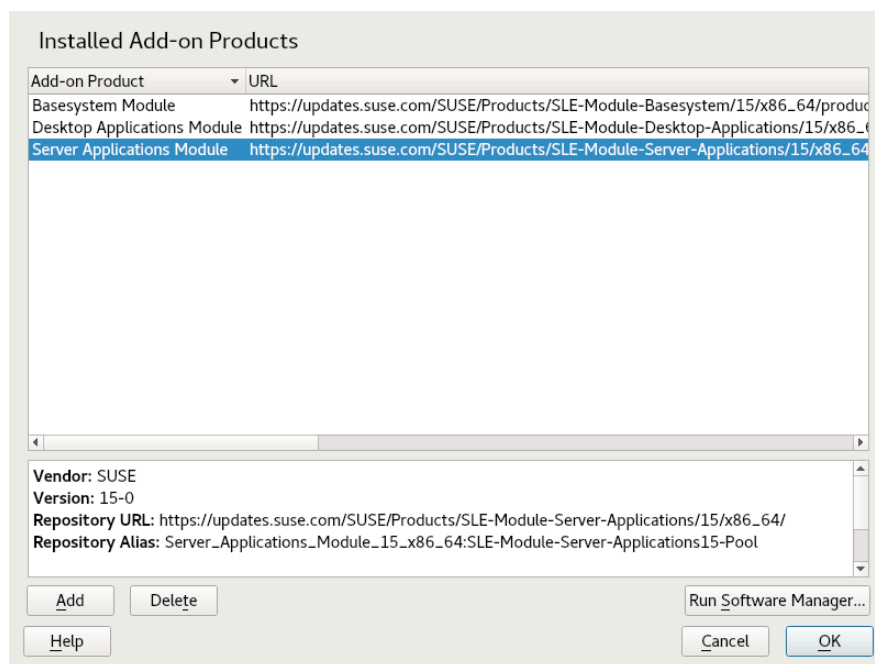 Installed Add-on Products
Add-on Product URL
Basesystem Module https://updates.suse.com/SUSE/Products/SLE-Module-Basesystem/15/x86_64/produc
Desktop Applications Module https://updates.suse.com/SUSE/Products/SLE-Module-Desktop-Applications/15/x86_
Server Applications Module https://updates.suse.com/SUSE/Products/SLE-Module-Server-Applications/15/x86_64
Vendor: SUSE
Version: 15-0
Repository URL: https://updates.suse.com/SUSE/Products/SLE-Module-Server-Applications/15/x86_64/
Repository Alias: Server_Applications_Module_15_x86_64:SLE-Module-Server-Applications15-Pool
Add Delete Run Software Manager...
Help Cancel OK